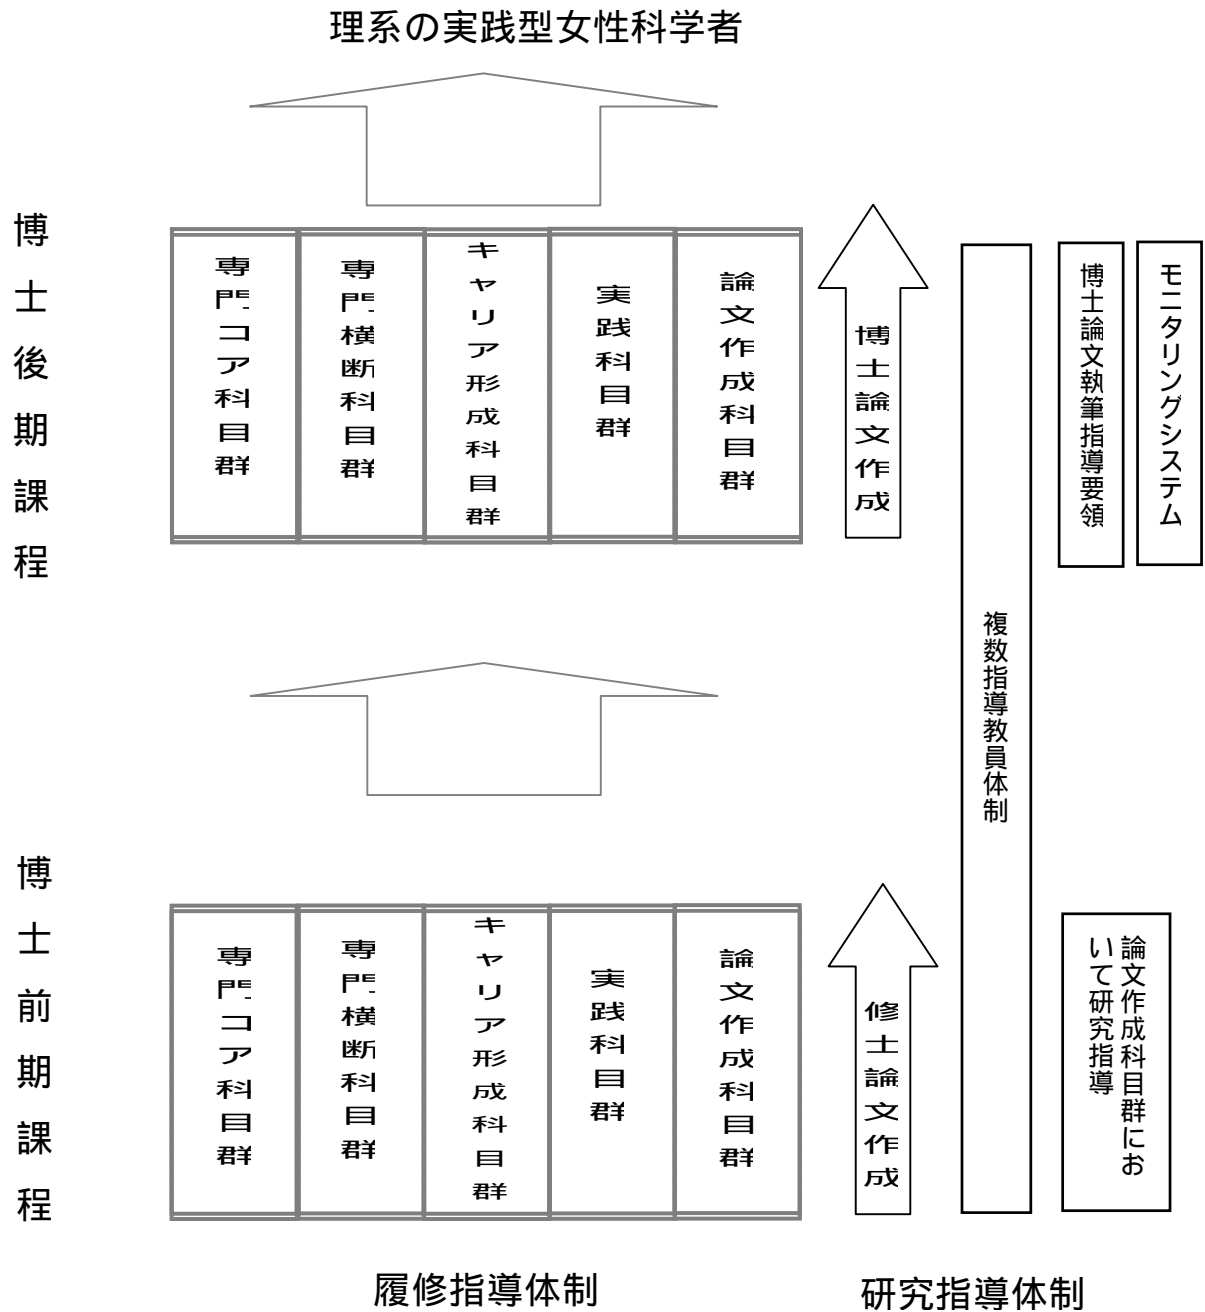 理系の実践型女性科学者
博士後期課程
専門コア科目群
専門横断科目群
キャリア形成科目群
実践科目群
論文作成科目群
博士論文作成
複数指導教員体制
博士論文執筆指導要領
モニタリングシステム
博士前期課程
専門コア科目群
専門横断科目群
キャリア形成科目群
実践科目群
論文作成科目群
修士論文作成
論文作成科目群にお
いて研究指導
履修指導体制
研究指導体制